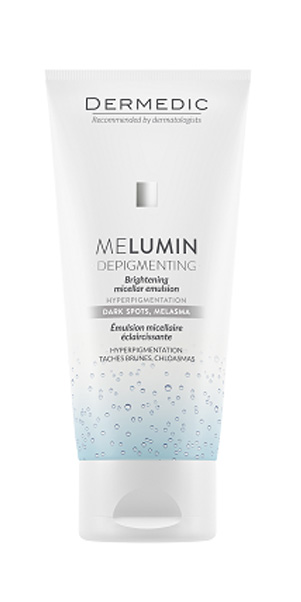 DERMEDIC
Recommended by dermatologists
MELUMIN
DEPIGMENTING
Brightening
micellar emulsion
HYPERPIGMENTATION
DARK SPOTS, MELASMA
Émulsion micellaire
éclaircissante
HYPERPIGMENTATION
TACHES BRUNES, CHLOASMAS